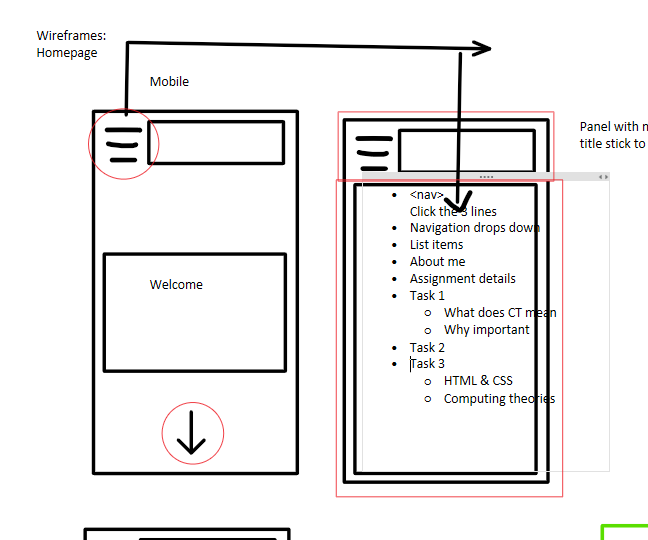 Wireframes:
Homepage
Mobile
Panel with
title stick to
<nav>
Click the 3 lines
Navigation drops down
List items
About me
Assignment details
Task 1
What does CT mean
Why important
Task 2
Task 3
HTML & CSS
Computing theories
Welcome